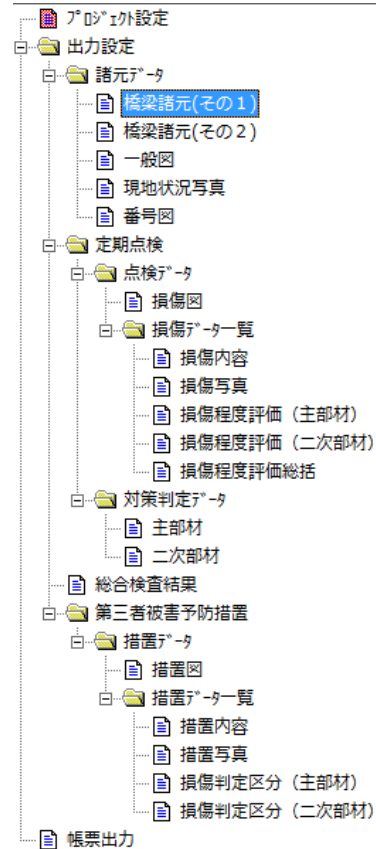 ﾌﾟﾛｼﾞｪｸﾄ設定
出力設定
諸元ﾃﾞｰﾀ
橋梁諸元(その１)
橋梁諸元(その２)
一般図
現地状況写真
番号図
定期点検
点検ﾃﾞｰﾀ
損傷図
損傷ﾃﾞｰﾀ一覧
損傷内容
損傷写真
損傷程度評価（主部材）
損傷程度評価（二次部材）
損傷程度評価総括
対策判定ﾃﾞｰﾀ
主部材
二次部材
総合検査結果
第三者被害予防措置
措置ﾃﾞｰﾀ
措置図
措置ﾃﾞｰﾀ一覧
措置内容
措置写真
損傷判定区分（主部材）
損傷判定区分（二次部材）
帳票出力